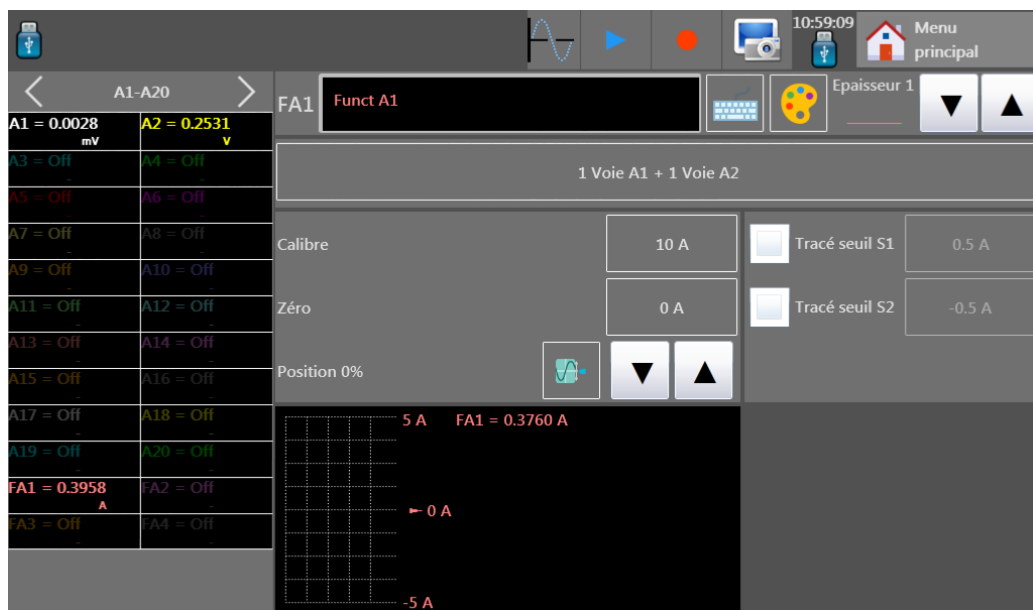 10:59:09
Menu
principal
A1-A20
FA1
Funct A1
Epaisseur 1
A1 = 0.0028
mV
A2 = 0.2531
V
A3 = Off
-
A4 = Off
-
A5 = Off
-
A6 = Off
-
A7 = Off
-
A8 = Off
-
A9 = Off
-
A10 = Off
-
A11 = Off
-
A12 = Off
-
A13 = Off
-
A14 = Off
-
A15 = Off
-
A16 = Off
-
A17 = Off
-
A18 = Off
-
A19 = Off
-
A20 = Off
-
FA1 = 0.3958
A
FA2 = Off
-
FA3 = Off
-
FA4 = Off
-
1 Voie A1 + 1 Voie A2
Calibre
10 A
Tracé seuil S1
0.5 A
Zéro
0 A
Tracé seuil S2
-0.5 A
Position 0%
5 A
FA1 = 0.3760 A
0 A
-5 A